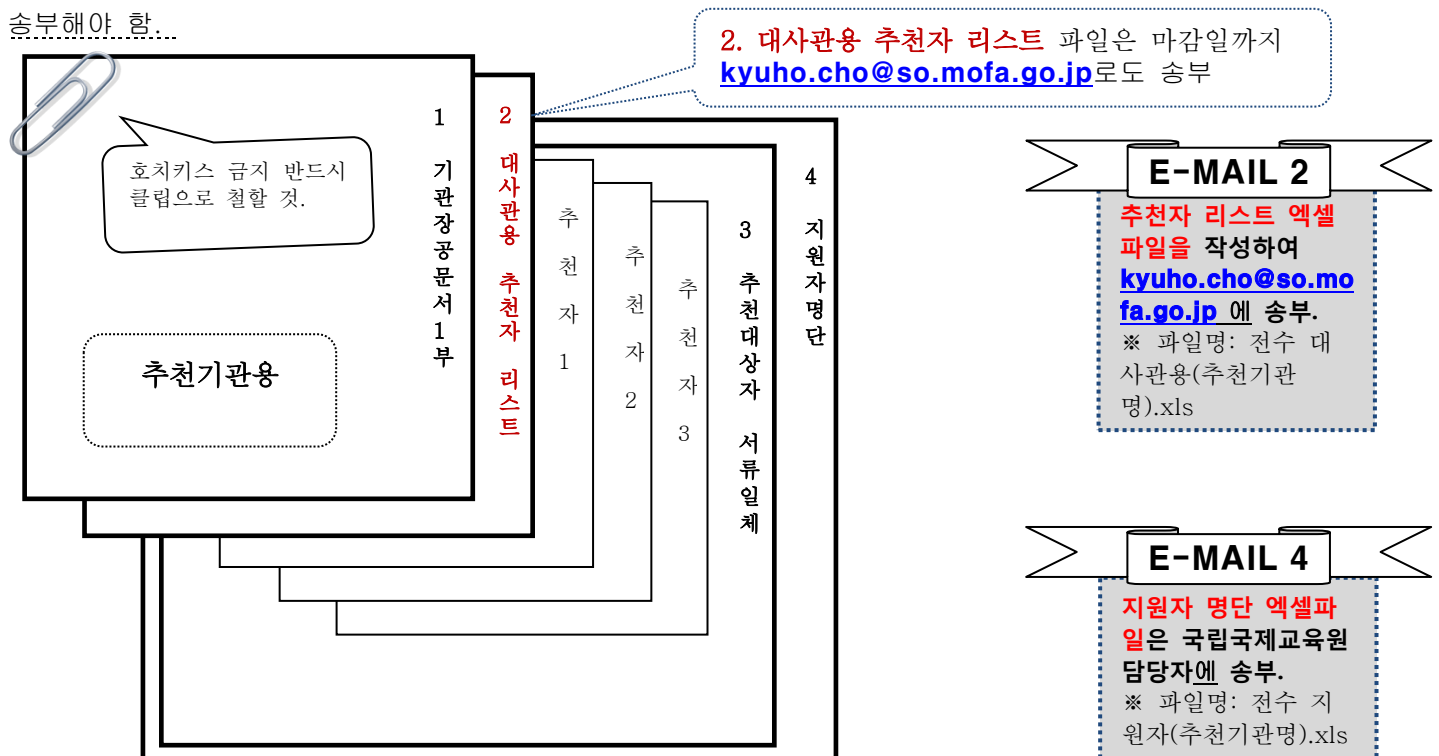 송부해야 함.
2. 대사관용 추천자 리스트 파일은 마감일까지
kyuho.cho@so.mofa.go.jp로도 송부
호치키스 금지 반드시
클립으로 철할 것.
추천기관용
1 기관장공문서1부
2 대사관용 추천자 리스트
추천자1
추천자2
추천자3
3 추천대상자 서류일체
4 지원자명단
E-MAIL 2
추천자 리스트 엑셀
파일을 작성하여
kyuho.cho@so.mo
fa.go.jp 에 송부.
※ 파일명: 전수 대
사관용(추천기관
명).xls
E-MAIL 4
지원자 명단 엑셀파
일은 국립국제교육원
담당자에 송부.
※ 파일명: 전수 지
원자(추천기관명).xls